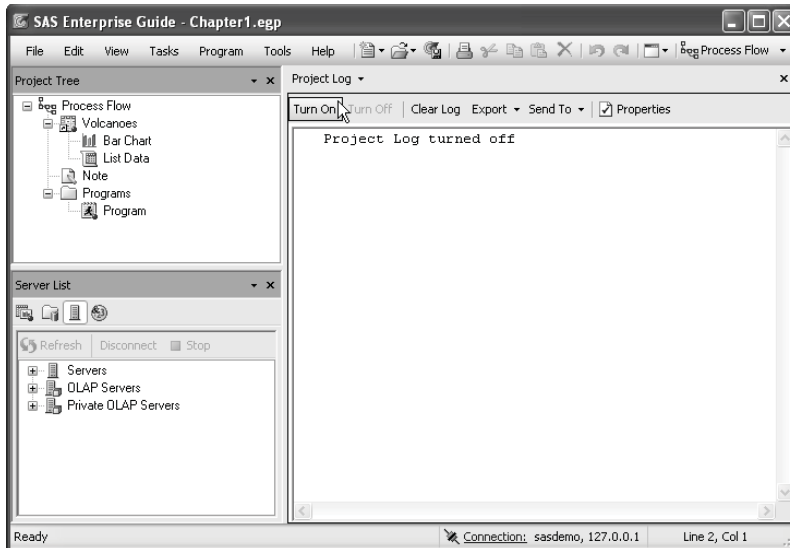 SAS Enterprise Guide - Chapter1.egp
File Edit View Tasks Program Tools Help Process Flow
Project Tree
Process Flow
Volcanoes
Bar Chart
List Data
Note
Programs
Program
Project Log
Turn On Turn Off Clear Log Export Send To Properties
Project Log turned off
Server List
Refresh Disconnect Stop
Servers
OLAP Servers
Private OLAP Servers
Ready Connection: sasdemo, 127.0.0.1 Line 2, Col 1